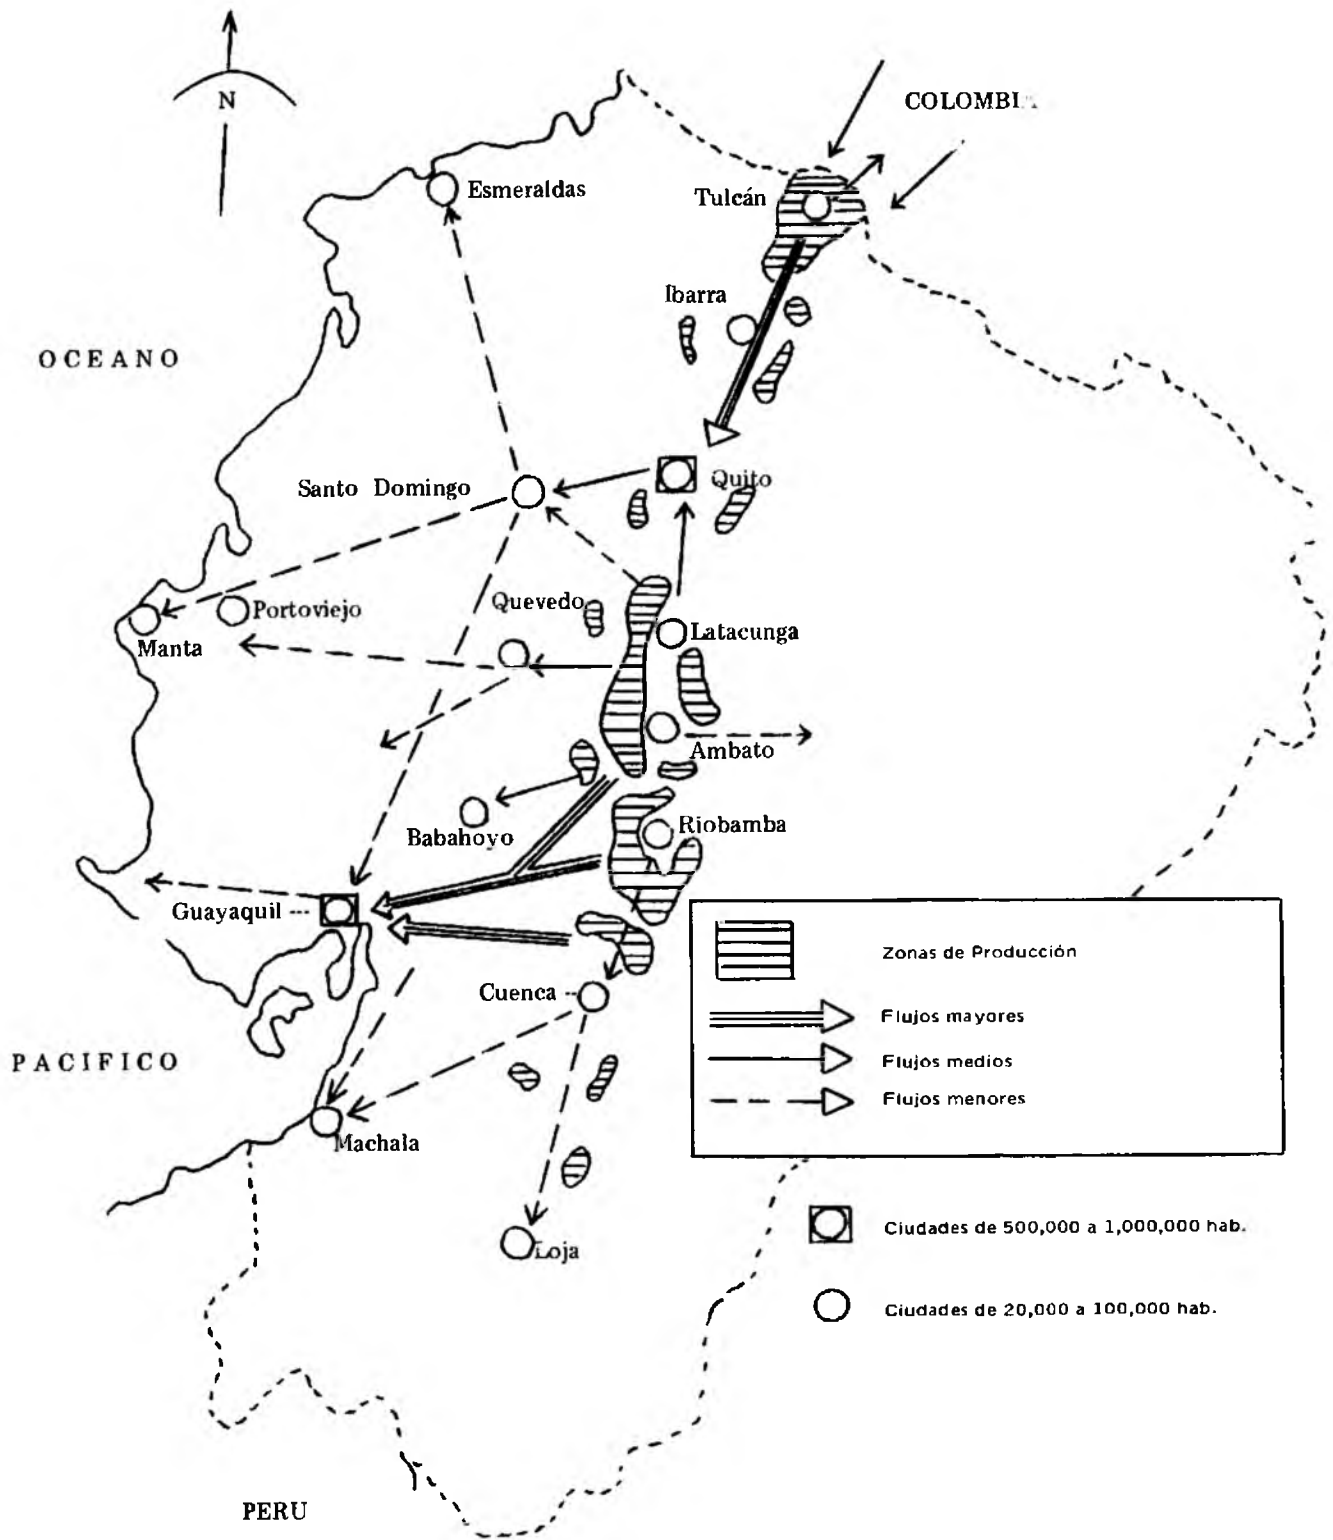 N
COLOMBI
Esmeraldas
Tulcán
Ibarra
OCEANO
Santo Domingo
Quito
Quevedo
Portoviejo
Manta
Latacunga
Ambato
Babahoyo
Riobamba
Guayaquil
Zonas de Producción
Cuenca
Flujos mayores
PACIFICO
Flujos medios
Flujos menores
Machala
Ciudades de 500,000 a 1,000,000 hab.
Loja
Ciudades de 20,000 a 100,000 hab.
PERU